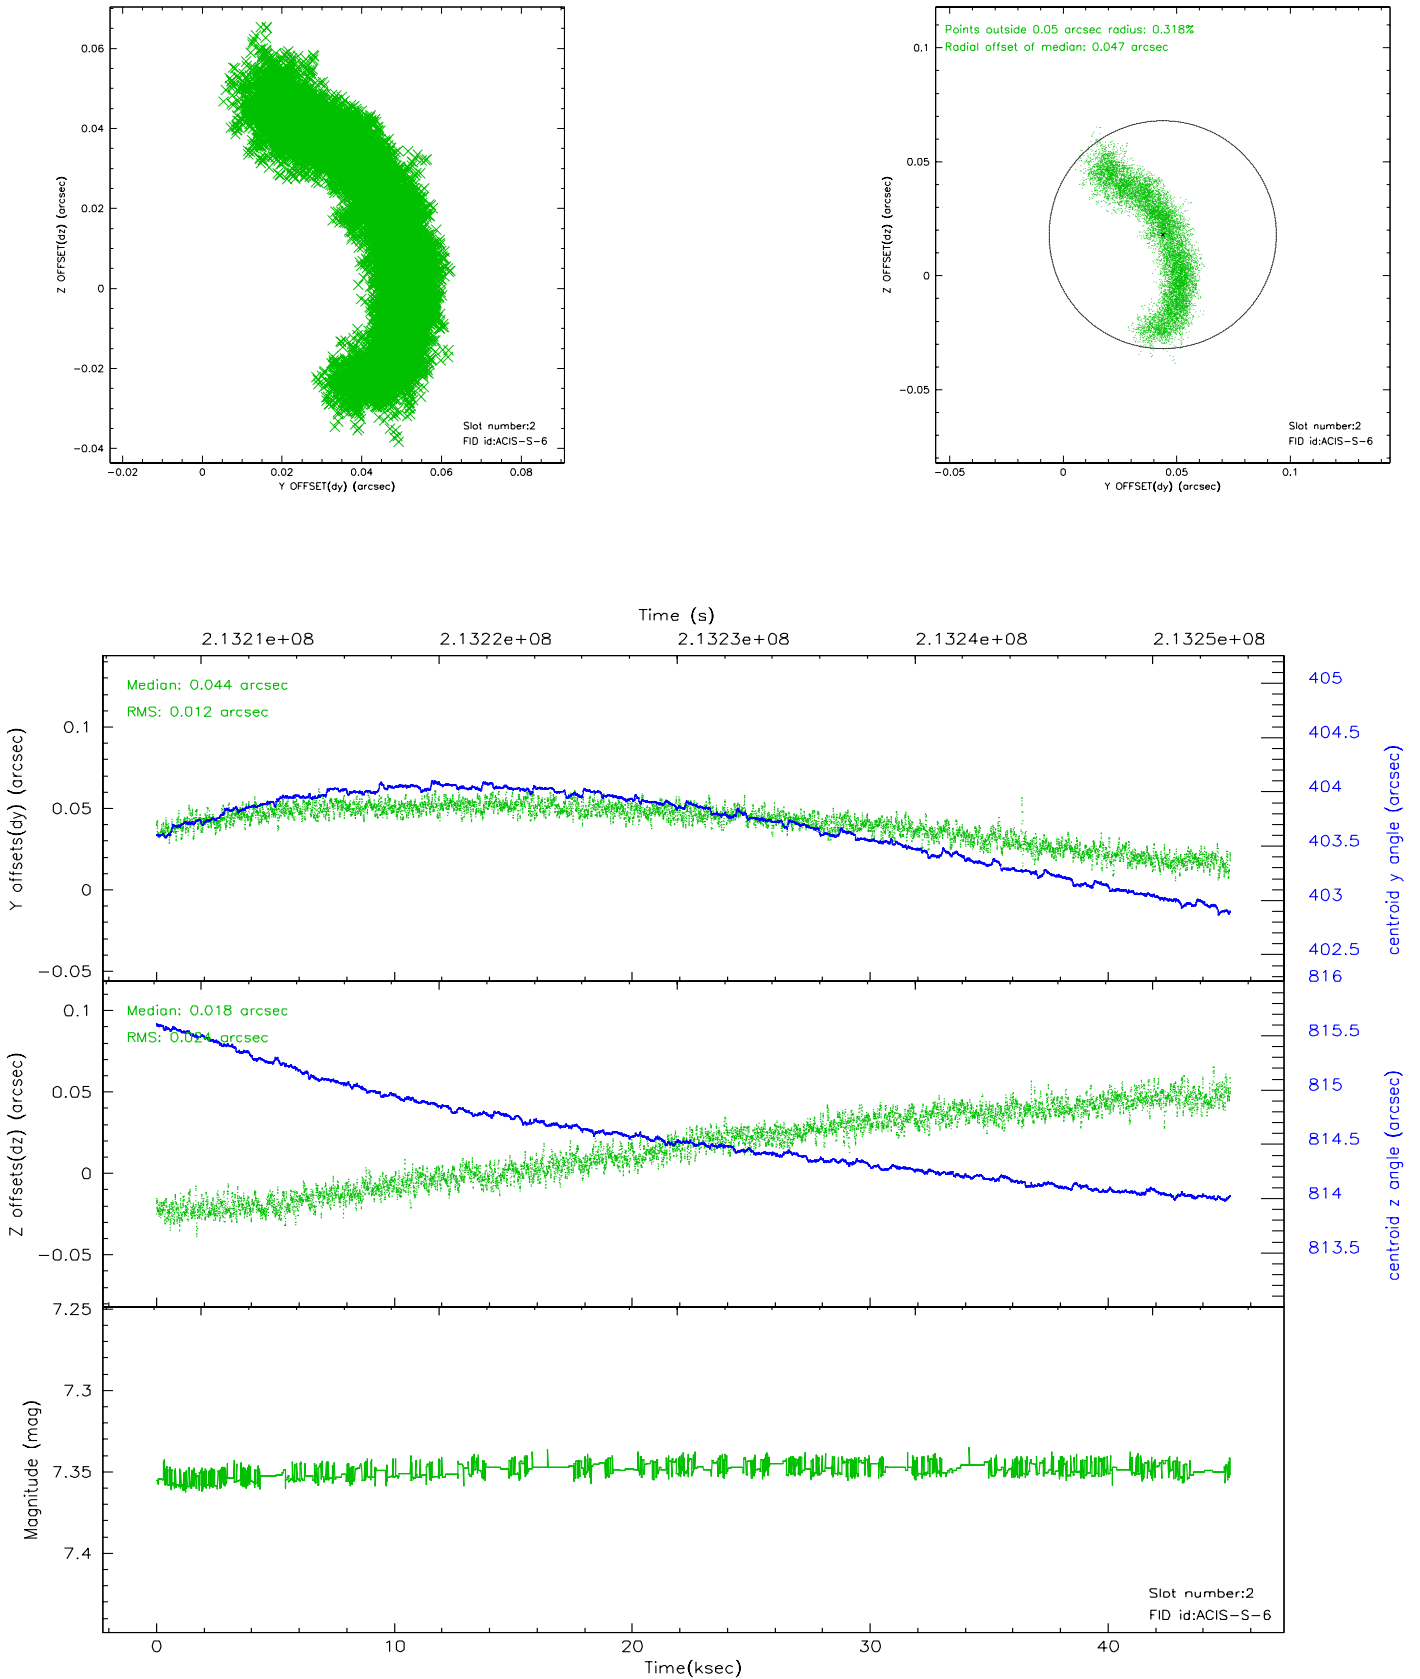 0.06
0.04
0.02
0
−0.02
−0.04
Z OFFSET(dz) (arcsec)
−0.02 0 0.02 0.04 0.06 0.08
Y OFFSET(dy) (arcsec)
Slot number:2
FID id:ACIS−S−6
Points outside 0.05 arcsec radius: 0.318%
Radial offset of median: 0.047 arcsec
0.1
0.05
0
−0.05
Z OFFSET(dz) (arcsec)
−0.05 0 0.05 0.1
Y OFFSET(dy) (arcsec)
Slot number:2
FID id:ACIS−S−6
Time (s)
2.1321e+08 2.1322e+08 2.1323e+08 2.1324e+08 2.1325e+08
Median: 0.044 arcsec
RMS: 0.012 arcsec
0.1
0.05
0
−0.05
Y offsets(dy) (arcsec)
405
404.5
404
403.5
403
402.5
centroid y angle (arcsec)
Median: 0.018 arcsec
RMS: 0.024 arcsec
0.1
0.05
0
−0.05
Z offsets(dz) (arcsec)
816
815.5
815
814.5
814
813.5
centroid z angle (arcsec)
7.25
7.3
7.35
7.4
Magnitude (mag)
Slot number:2
FID id:ACIS−S−6
0 10 20 30 40
Time(ksec)